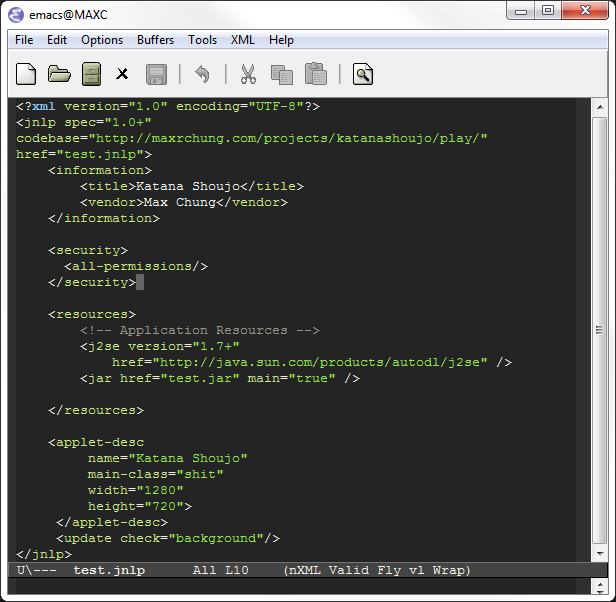 emacs@MAXC
File Edit Options Buffers Tools XML Help
<?xml version="1.0" encoding="UTF-8"?>
<jnlp spec="1.0+"
codebase="http://maxrchung.com/projects/katanashoujo/play/"
href="test.jnlp">
    <information>
        <title>Katana Shoujo</title>
        <vendor>Max Chung</vendor>
    </information>

    <security>
      <all-permissions/>
    </security>

    <resources>
        <!-- Application Resources -->
        <j2se version="1.7+"
            href="http://java.sun.com/products/autodl/j2se" />
        <jar href="test.jar" main="true" />

    </resources>

    <applet-desc
         name="Katana Shoujo"
         main-class="shit"
         width="1280"
         height="720">
     </applet-desc>
     <update check="background"/>
</jnlp>
U\---  test.jnlp      All L10    (nXML Valid Fly vl Wrap)